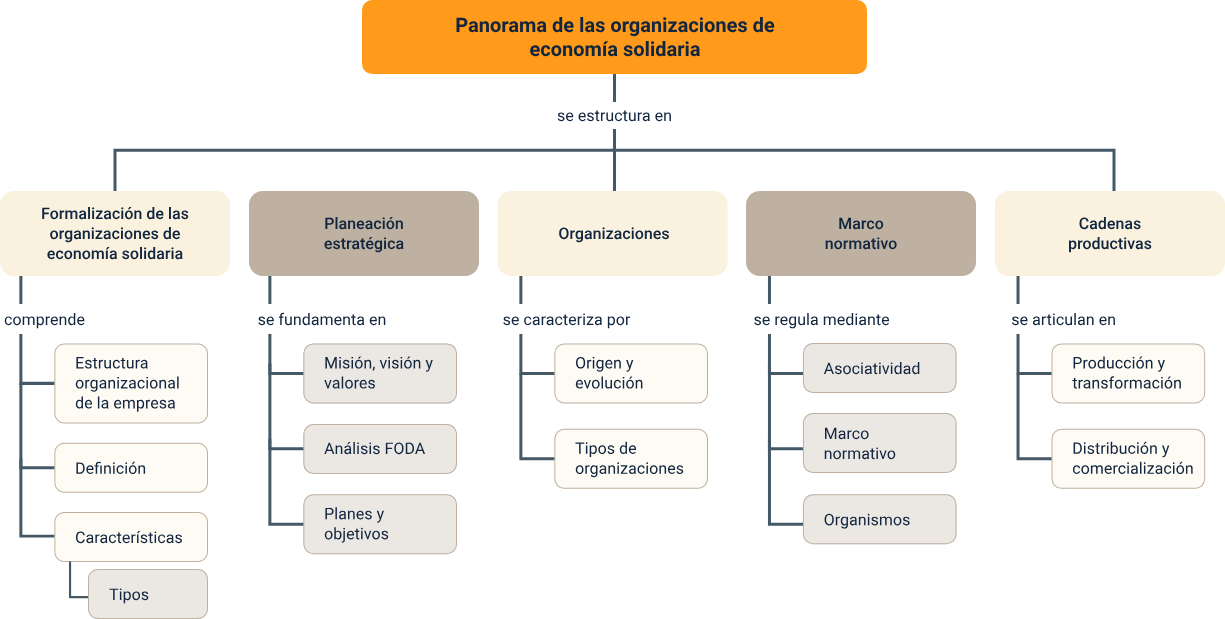 Panorama de las organizaciones de
economía solidaria
se estructura en
Formalización de las
organizaciones de
economía solidaria
comprende
Estructura
organizacional
de la empresa
Definición
Características
Tipos
Planeación
estratégica
se fundamenta en
Misión, visión y
valores
Análisis FODA
Planes y
objetivos
Organizaciones
se caracteriza por
Origen y
evolución
Tipos de
organizaciones
Marco
normativo
se regula mediante
Asociatividad
Marco
normativo
Organismos
Cadenas
productivas
se articulan en
Producción y
transformación
Distribución y
comercialización